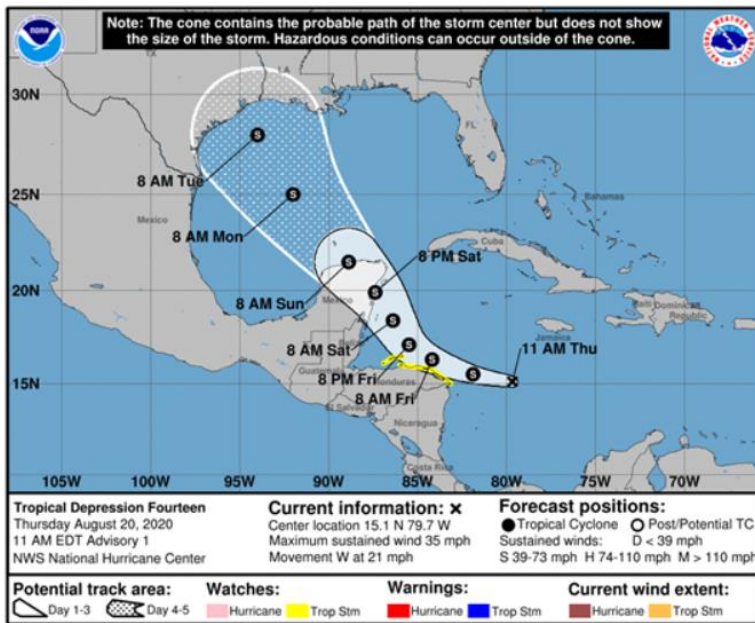 Note: The cone contains the probable path of the storm center but does not show
the size of the storm. Hazardous conditions can occur outside of the cone.
NOAA
TX
LA
30N
FL
8 AM Tue
25N
Mexico
8 AM Mon
Bahamas
Cuba
8 PM Sat
20N
8 AM Sun
Mexico
Haiti
Dominican
Republic
Jamaica
8 AM Sat
11 AM Thu
Guatemala
8 PM Fri
15N
Honduras
8 AM Fri
El Salvador
Nicaragua
Costa Rica
105W 100W 95W 90W 85W 80W 75W 70W
S S S S S S S S
Tropical Depression Fourteen
Thursday August 20, 2020
11 AM EDT Advisory 1
NWS National Hurricane Center
Current information: x
Center location 15.1 N 79.7 W
Maximum sustained wind 35 mph
Movement W at 21 mph
Forecast positions:
Tropical Cyclone Post/Potential TC
Sustained winds: D < 39 mph
S 39-73 mph H 74-110 mph M > 110 mph
Potential track area:
Day 1-3 Day 4-5
Watches:
Hurricane Trop Stm
Warnings:
Hurricane Trop Stm
Current wind extent:
Hurricane Trop Stm